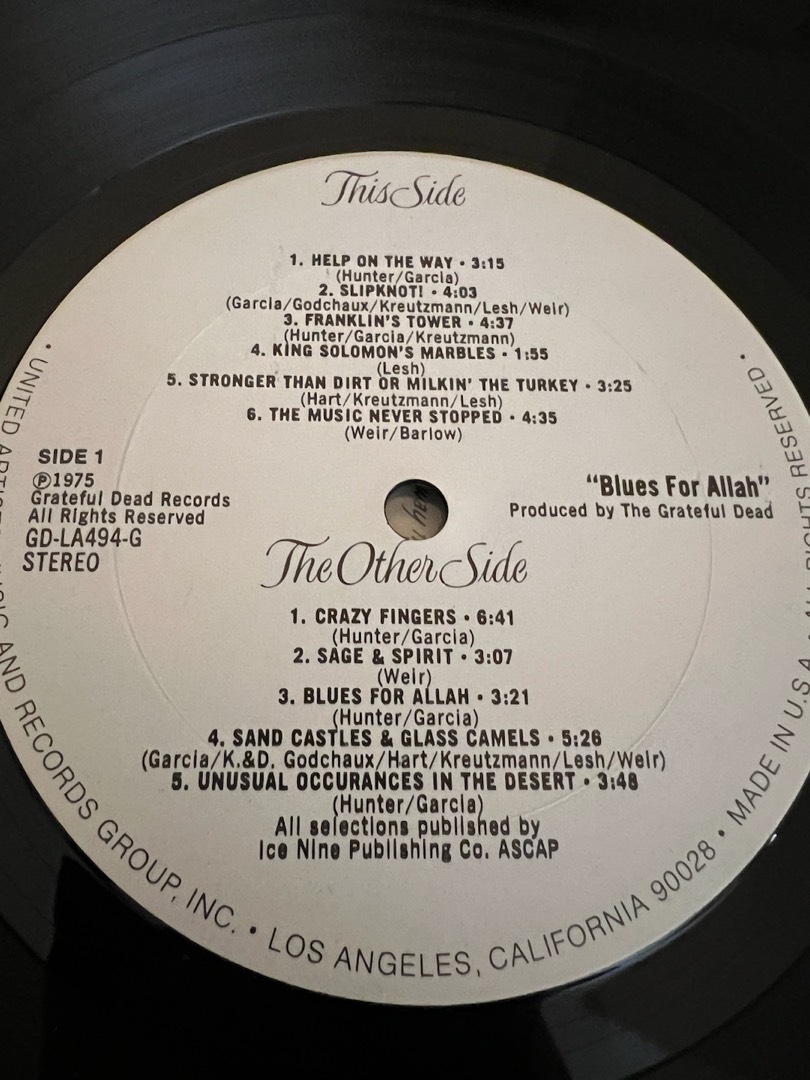 This Side
1. HELP ON THE WAY • 3:15
(Hunter/Garcia)
2. SLIPKNOT! • 4:03
(Garcia/Godchaux/Kreutzmann/Lesh/Weir)
3. FRANKLIN'S TOWER • 4:37
(Hunter/Garcia/Kreutzmann)
4. KING SOLOMON'S MARBLES • 1:55
(Lesh)
5. STRONGER THAN DIRT OR MILKIN' THE TURKEY • 3:25
(Hart/Kreutzmann/Lesh)
6. THE MUSIC NEVER STOPPED • 4:35
(Weir/Barlow)
SIDE 1
Ⓟ1975
Grateful Dead Records
All Rights Reserved
GD-LA494-G
STEREO
"Blues For Allah"
Produced by The Grateful Dead
The Other Side
1. CRAZY FINGERS • 6:41
(Hunter/Garcia)
2. SAGE & SPIRIT • 3:07
(Weir)
3. BLUES FOR ALLAH • 3:21
(Hunter/Garcia)
4. SAND CASTLES & GLASS CAMELS • 5:26
(Garcia/K.&D. Godchaux/Hart/Kreutzmann/Lesh/Weir)
5. UNUSUAL OCCURANCES IN THE DESERT • 3:48
(Hunter/Garcia)
All selections published by
Ice Nine Publishing Co. ASCAP
• UNITED AND RECORDS GROUP, INC. • LOS ANGELES, CALIFORNIA 90028 • MADE IN U.S.A. • ALL RIGHTS RESERVED •